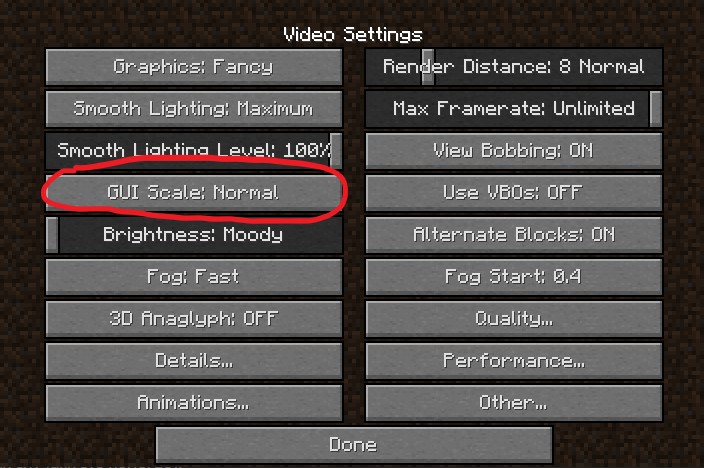 Video Settings
Graphics: Fancy
Render Distance: 8 Normal
Smooth Lighting: Maximum
Max Framerate: Unlimited
Smooth Lighting Level: 100%
View Bobbing: ON
GUI Scale: Normal
Use VBOs: OFF
Brightness: Moody
Alternate Blocks: ON
Fog: Fast
Fog Start: 0.4
3D Anaglyph: OFF
Quality...
Details...
Performance...
Animations...
Other...
Done